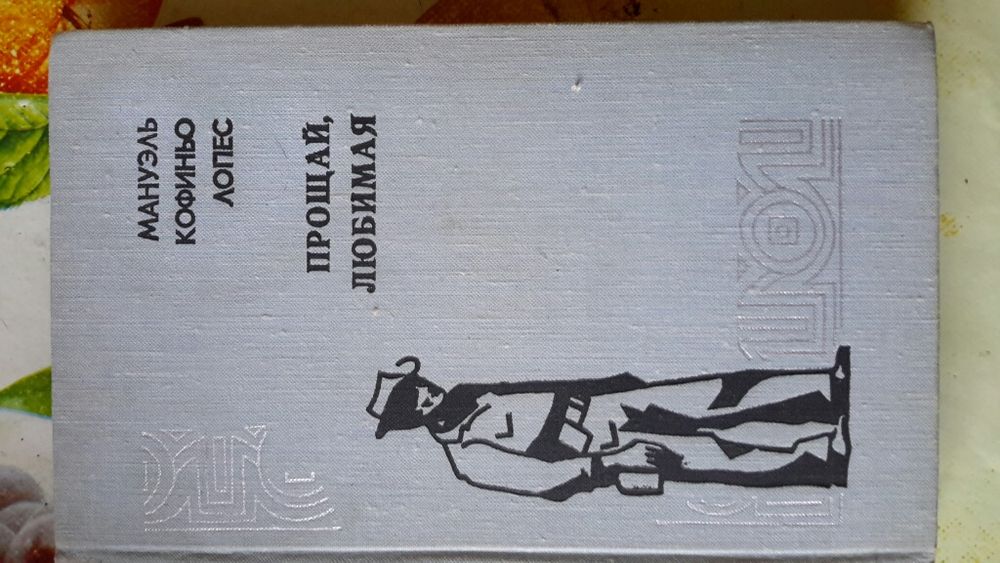 МАНУЭЛЬ
КОФИНЬО
ЛОПЕС
ПРОЩАЙ,
ЛЮБИМАЯ